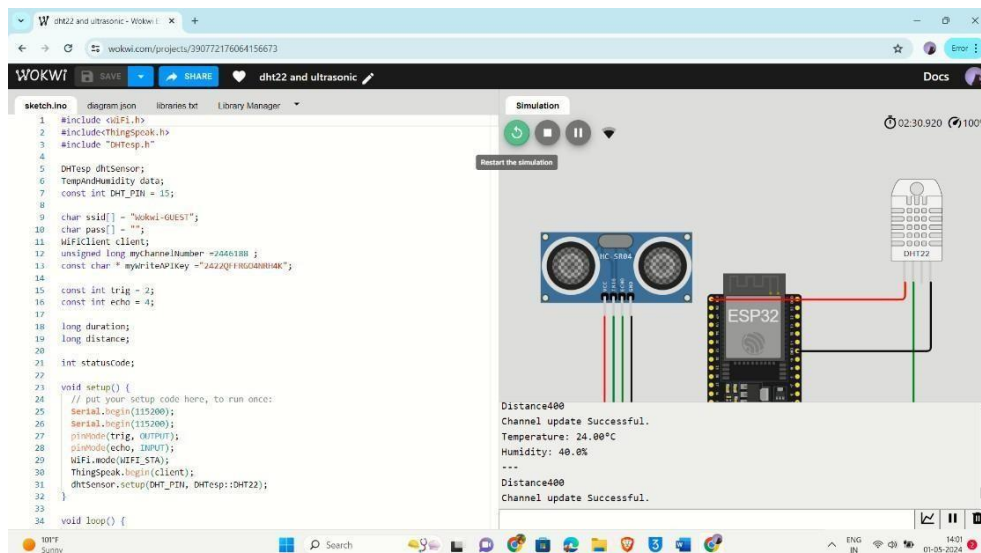 dht22 and ultrasonic - Wokwi
wokwi.com/projects/390772176064156673
Error
WOKWi SAVE SHARE dht22 and ultrasonic Docs
sketch.ino diagram.json libraries.txt Library Manager
1 #include <WiFi.h>
2 #include<ThingSpeak.h>
3 #include "DHTesp.h"
4
5 DHTesp dhtSensor;
6 TempAndHumidity data;
7 const int DHT_PIN = 15;
8
9 char ssid[] = "Wokwi-GUEST";
10 char pass[] = "";
11 WiFiClient client;
12 unsigned long myChannelNumber =2446188 ;
13 const char * myWriteAPIKey =
14
15 const int trig = 2;
16 const int echo = 4;
17
18 long duration;
19 long distance;
20
21 int statusCode;
22
23 void setup() {
24 // put your setup code here, to run once:
25 Serial.begin(115200);
26 Serial.begin(115200);
27 pinMode(trig, OUTPUT);
28 pinMode(echo, INPUT);
29 WiFi.mode(WIFI_STA);
30 ThingSpeak.begin(client);
31 dhtSensor.setup(DHT_PIN, DHTesp::DHT22);
32 }
33
34 void loop() {
Simulation
02:30.920 100%
Restart the simulation
HC-SR04
VCC
TRIG
ECHO
GND
ESP32
DHT22
Distance400
Channel update Successful.
Temperature: 24.00°C
Humidity: 40.0%
---
Distance400
Channel update Successful.
101°F
Sunny
Search
ENG
IN
14:01
01-05-2024